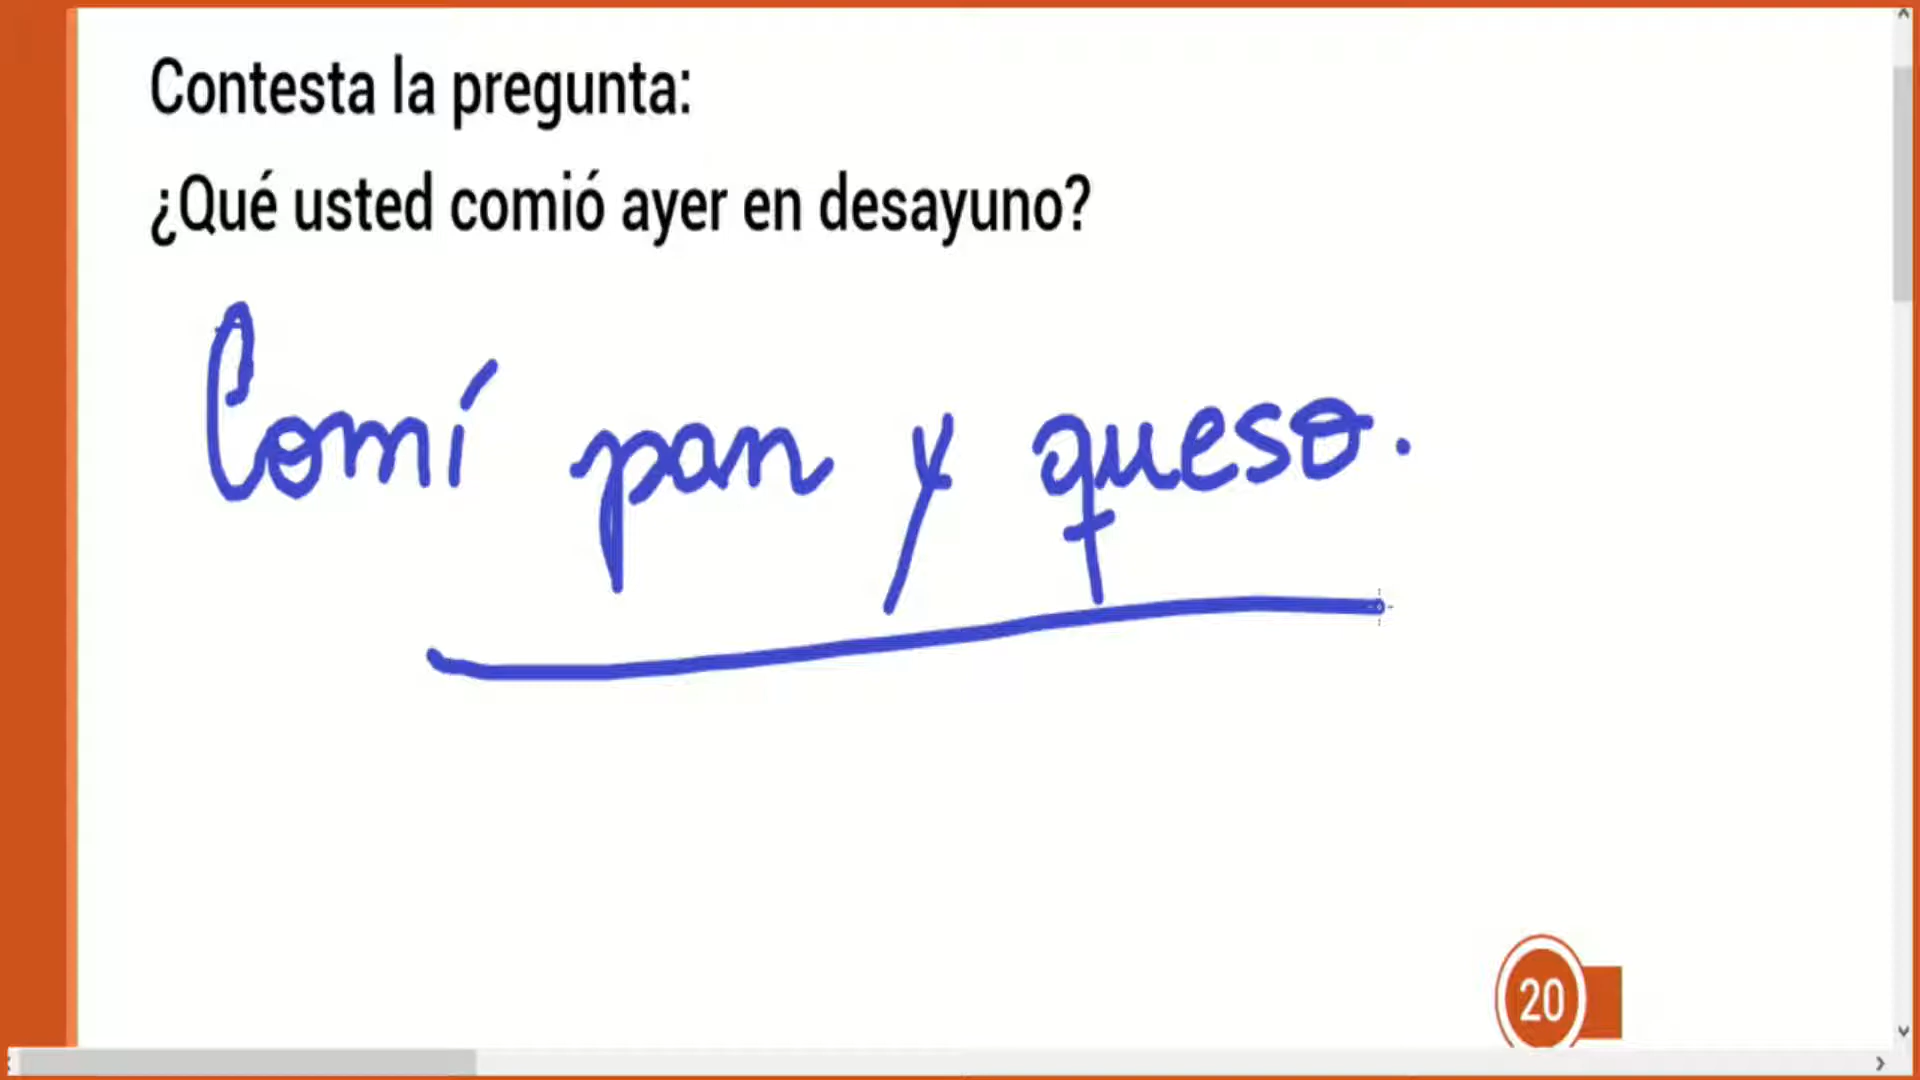 Contesta la pregunta:
¿Qué usted comió ayer en desayuno?
Comí pan y queso.
20